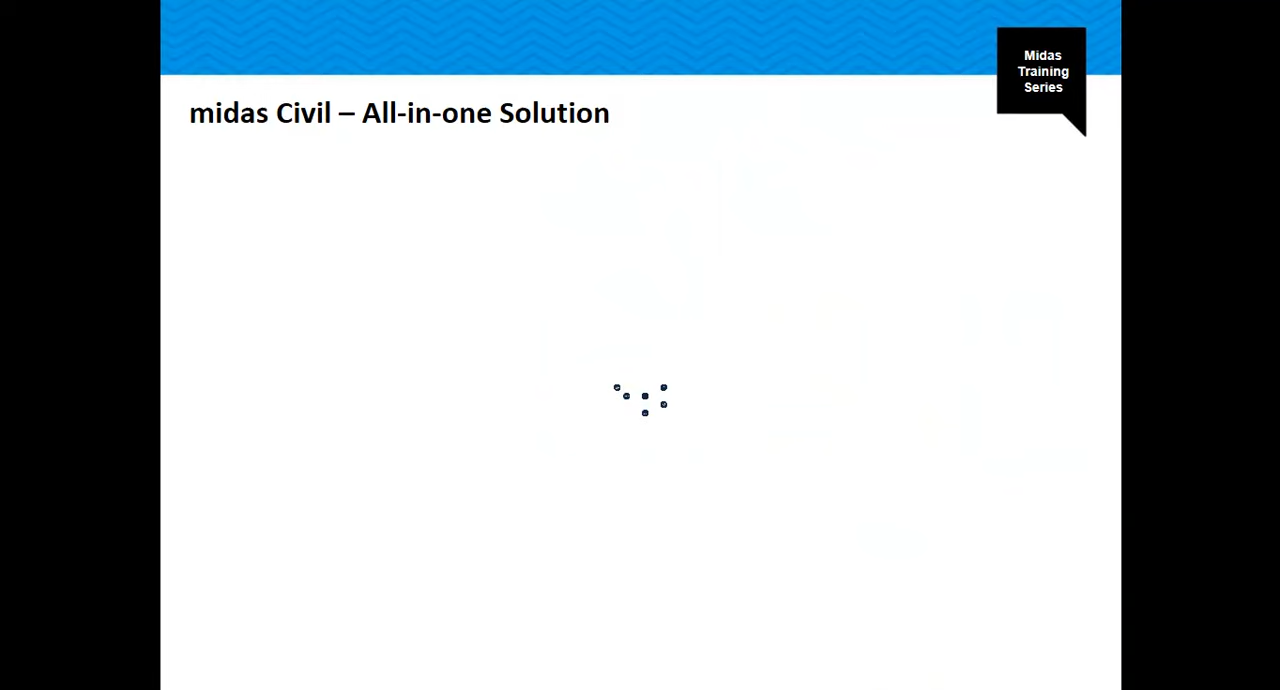 Midas
Training
Series
midas Civil – All-in-one Solution